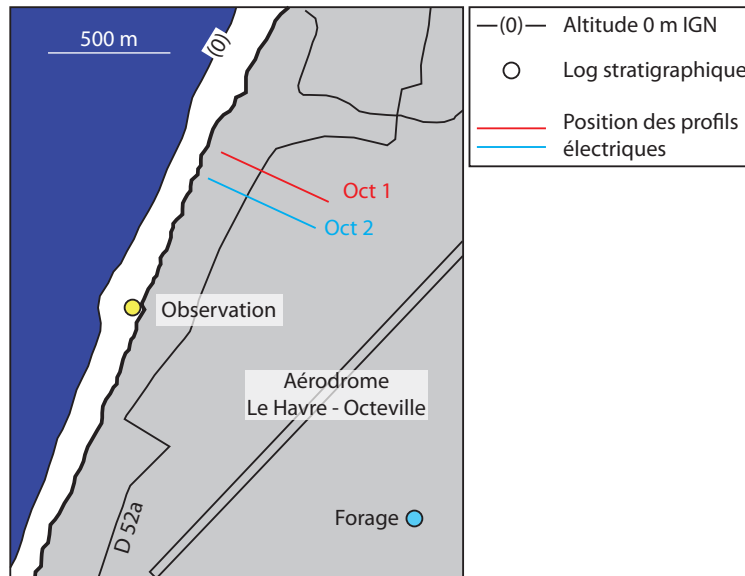 500 m
(0)
Oct 1
Oct 2
Observation
Aérodrome
Le Havre - Octeville
Forage
D 52a
(0) Altitude 0 m IGN
Log stratigraphique
Position des profils
électriques